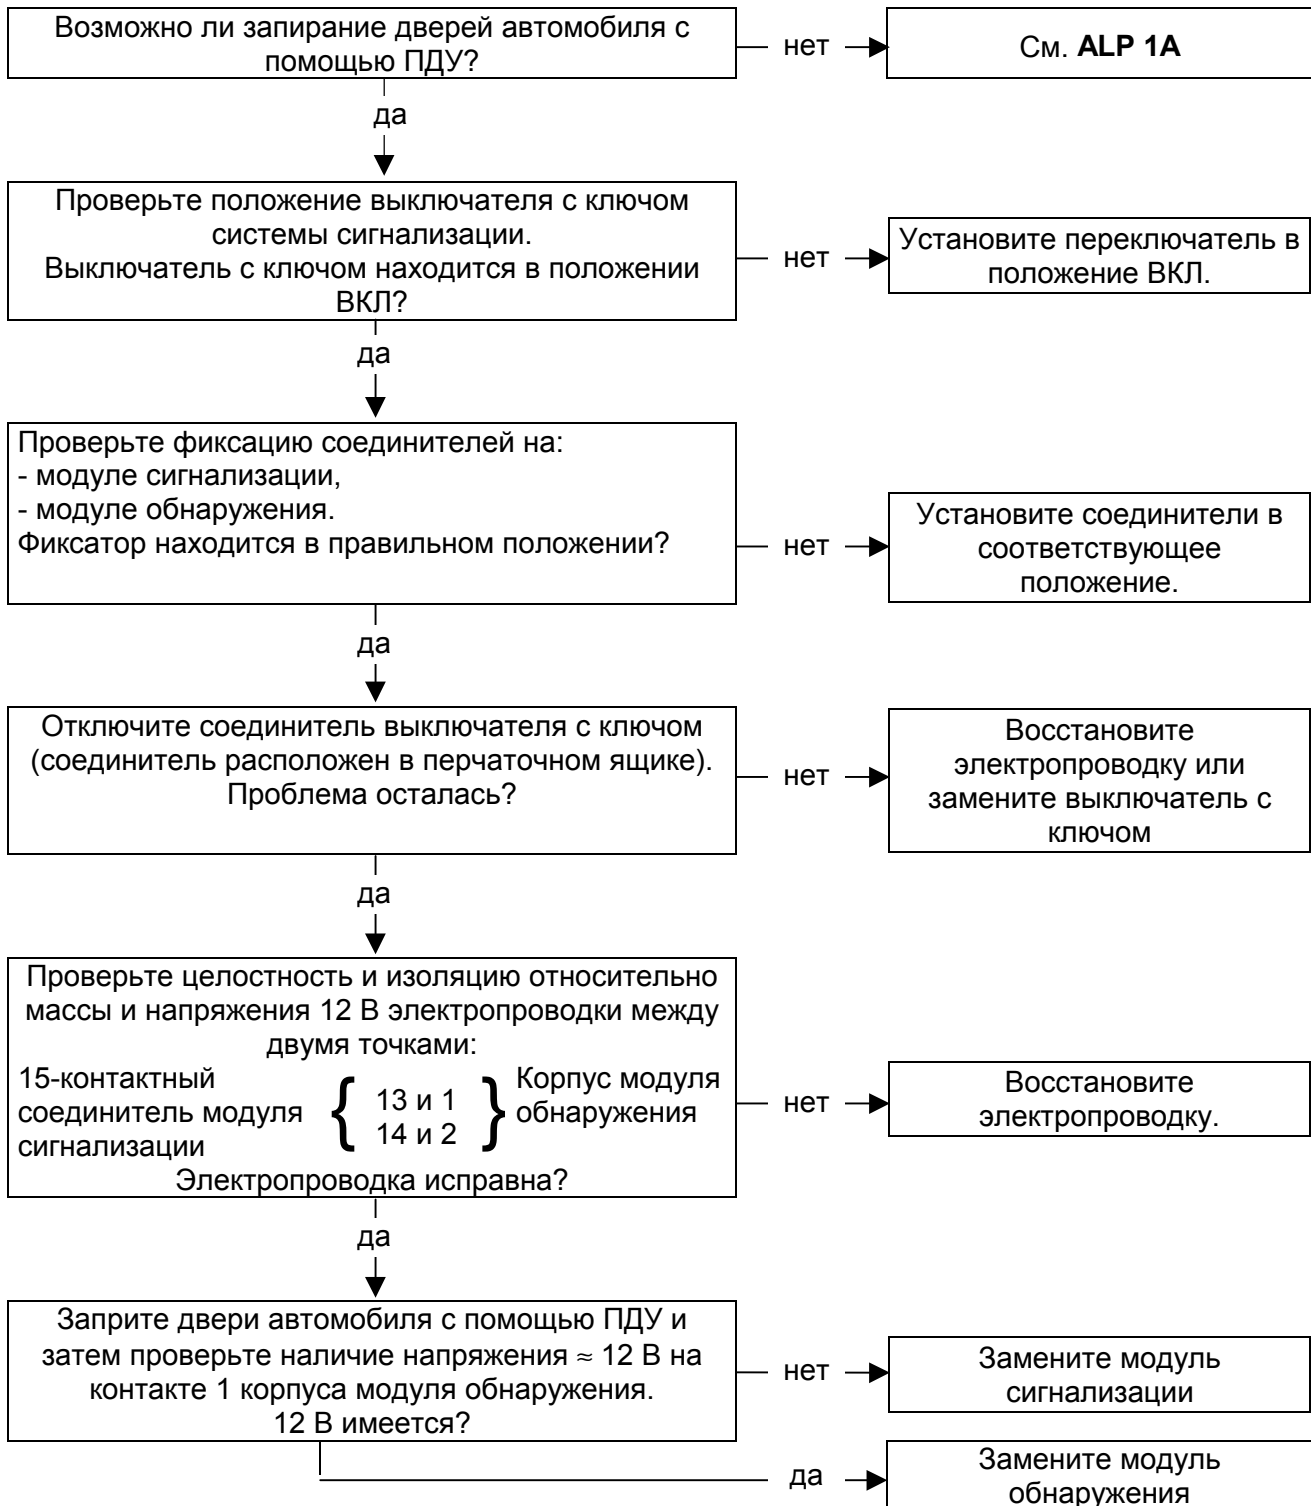 Возможно ли запирание дверей автомобиля с
помощью ПДУ?
нет
См. ALP 1A
да
Проверьте положение выключателя с ключом
системы сигнализации.
Выключатель с ключом находится в положении
ВКЛ?
нет
Установите переключатель в
положение ВКЛ.
да
Проверьте фиксацию соединителей на:
- модуле сигнализации,
- модуле обнаружения.
Фиксатор находится в правильном положении?
нет
Установите соединители в
соответствующее
положение.
да
Отключите соединитель выключателя с ключом
(соединитель расположен в перчаточном ящике).
Проблема осталась?
нет
Восстановите
электропроводку или
замените выключатель с
ключом
да
Проверьте целостность и изоляцию относительно
массы и напряжения 12 В электропроводки между
двумя точками:
15-контактный
соединитель модуля
сигнализации
{ 13 и 1
14 и 2 }
Корпус модуля
обнаружения
Электропроводка исправна?
нет
Восстановите
электропроводку.
да
Заприте двери автомобиля с помощью ПДУ и
затем проверьте наличие напряжения ≈ 12 В на
контакте 1 корпуса модуля обнаружения.
12 В имеется?
нет
Замените модуль
сигнализации
да
Замените модуль
обнаружения